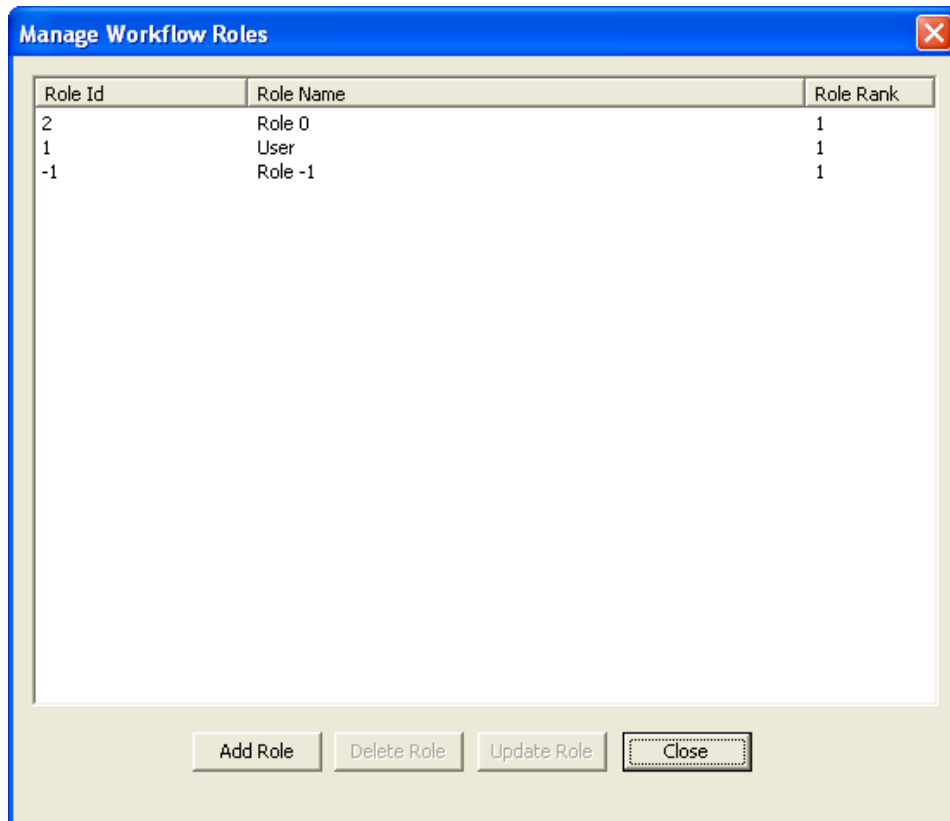 Manage Workflow Roles
Role Id Role Name Role Rank
2 Role 0 1
1 User 1
-1 Role -1 1
Add Role Delete Role Update Role Close